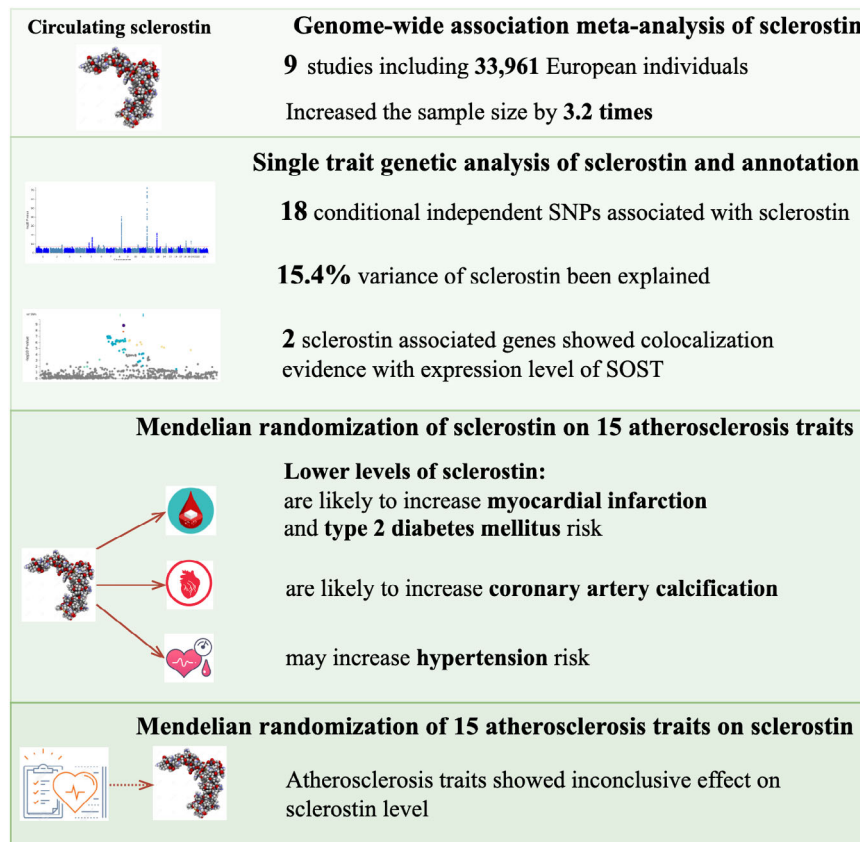 Circulating sclerostin
Genome-wide association meta-analysis of sclerostin
9 studies including 33,961 European individuals
Increased the sample size by 3.2 times
Single trait genetic analysis of sclerostin and annotation
18 conditional independent SNPs associated with sclerostin
15.4% variance of sclerostin been explained
2 sclerostin associated genes showed colocalization
evidence with expression level of SOST
Mendelian randomization of sclerostin on 15 atherosclerosis traits
Lower levels of sclerostin:
are likely to increase myocardial infarction
and type 2 diabetes mellitus risk
are likely to increase coronary artery calcification
may increase hypertension risk
Mendelian randomization of 15 atherosclerosis traits on sclerostin
Atherosclerosis traits showed inconclusive effect on
sclerostin level